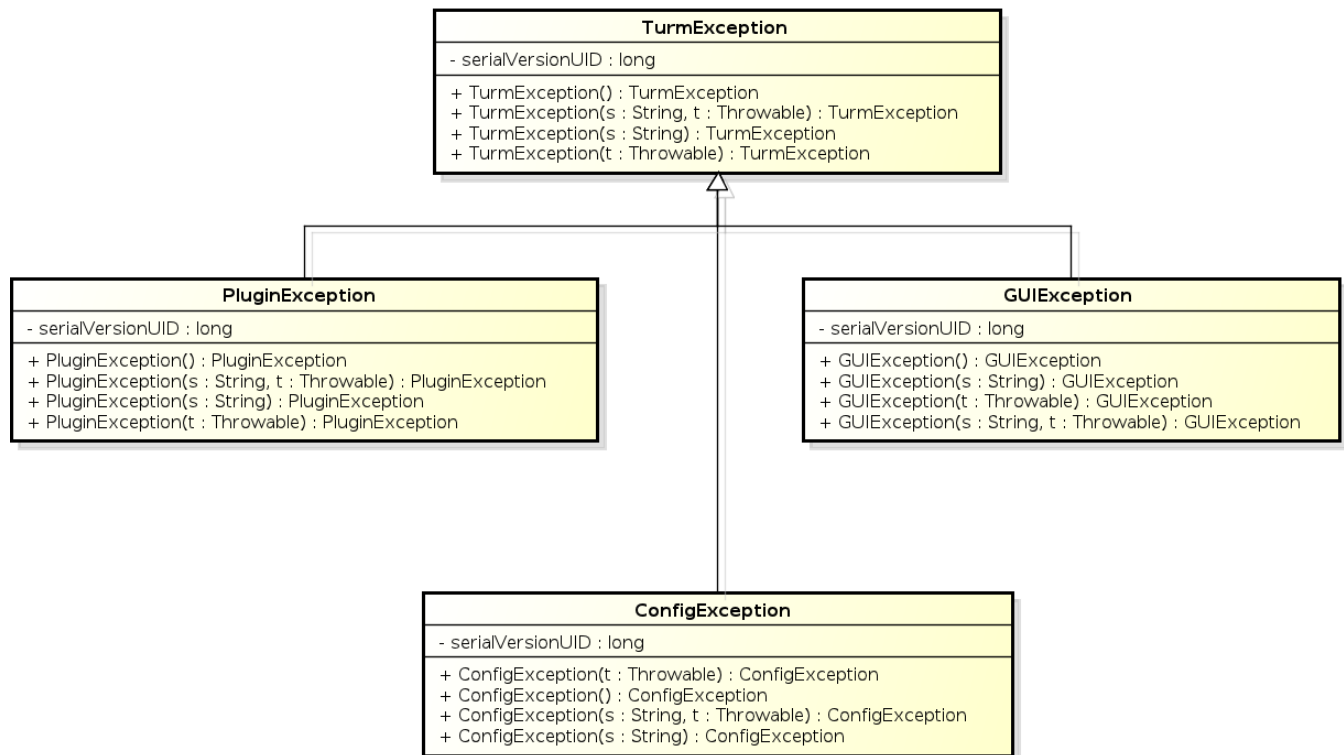 TurmException
- serialVersionUID : long
+ TurmException() : TurmException
+ TurmException(s : String, t : Throwable) : TurmException
+ TurmException(s : String) : TurmException
+ TurmException(t : Throwable) : TurmException
PluginException
- serialVersionUID : long
+ PluginException() : PluginException
+ PluginException(s : String, t : Throwable) : PluginException
+ PluginException(s : String) : PluginException
+ PluginException(t : Throwable) : PluginException
GUIException
- serialVersionUID : long
+ GUIException() : GUIException
+ GUIException(s : String) : GUIException
+ GUIException(t : Throwable) : GUIException
+ GUIException(s : String, t : Throwable) : GUIException
ConfigException
- serialVersionUID : long
+ ConfigException(t : Throwable) : ConfigException
+ ConfigException() : ConfigException
+ ConfigException(s : String, t : Throwable) : ConfigException
+ ConfigException(s : String) : ConfigException